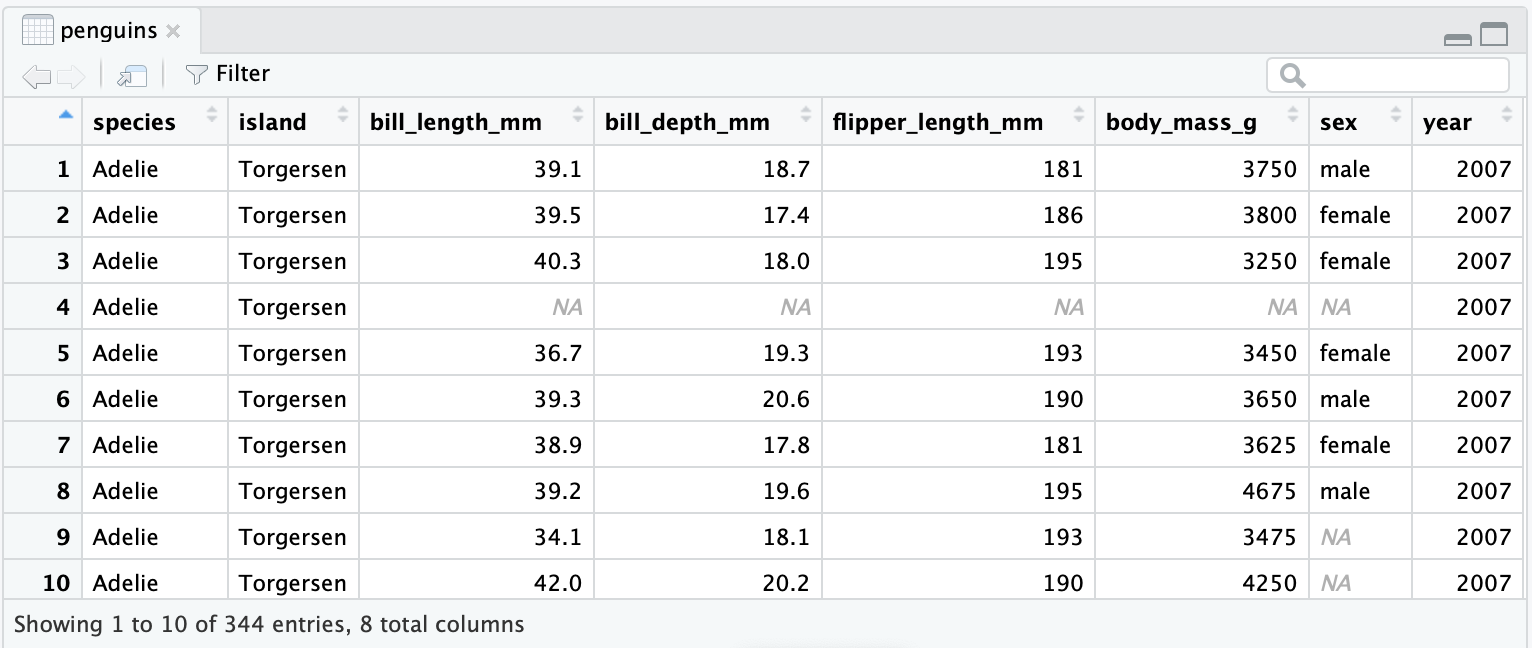 penguins
Filter
species island bill_length_mm bill_depth_mm flipper_length_mm body_mass_g sex year
1 Adelie Torgersen 39.1 18.7 181 3750 male 2007
2 Adelie Torgersen 39.5 17.4 186 3800 female 2007
3 Adelie Torgersen 40.3 18.0 195 3250 female 2007
4 Adelie Torgersen NA NA NA NA NA 2007
5 Adelie Torgersen 36.7 19.3 193 3450 female 2007
6 Adelie Torgersen 39.3 20.6 190 3650 male 2007
7 Adelie Torgersen 38.9 17.8 181 3625 female 2007
8 Adelie Torgersen 39.2 19.6 195 4675 male 2007
9 Adelie Torgersen 34.1 18.1 193 3475 NA 2007
10 Adelie Torgersen 42.0 20.2 190 4250 NA 2007
Showing 1 to 10 of 344 entries, 8 total columns